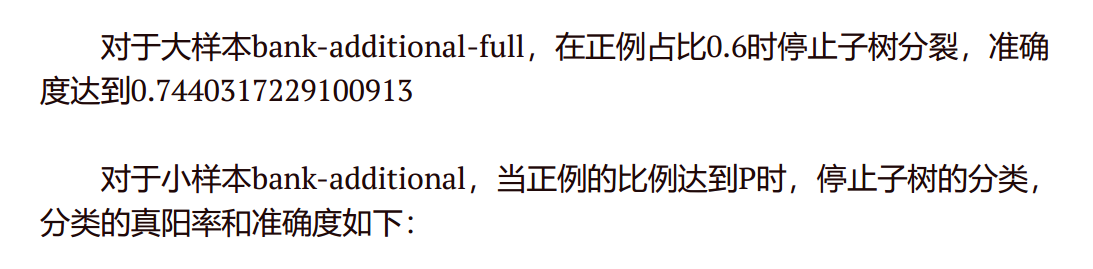 对于大样本bank-additional-full，在正例占比0.6时停止子树分裂，准确
度达到0.7440317229100913
对于小样本bank-additional，当正例的比例达到P时，停止子树的分类，
分类的真阳率和准确度如下：